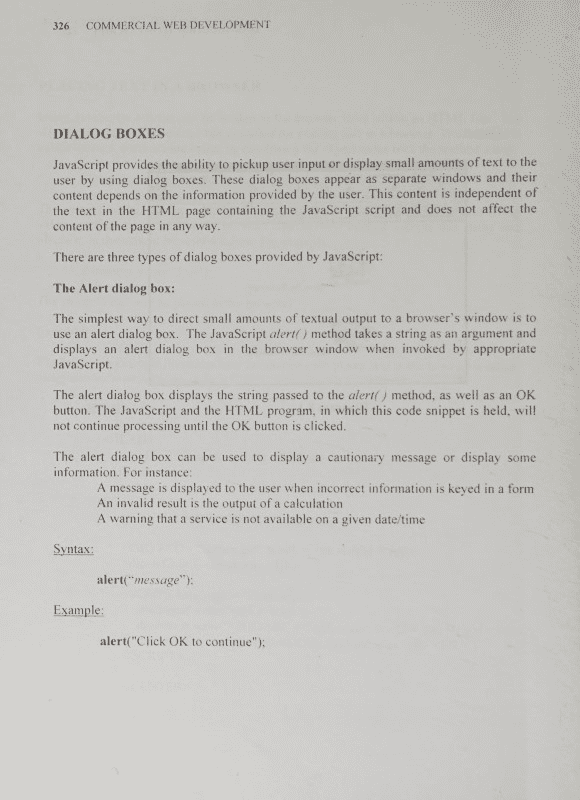 326 COMMERCIAL WEB DEVELOPMENT
DIALOG BOXES
JavaScript provides the ability to pickup user input or display small amounts of text to the
user by using dialog boxes. These dialog boxes appear as separate windows and their
content depends on the information provided by the user. This content is independent of
the text in the HTML page containing the JavaScript script and does not affect the
content of the page in any way.
There are three types of dialog boxes provided by JavaScript:
The Alert dialog box:
The simplest way to direct small amounts of textual output to a browser's window is to
use an alert dialog box. The JavaScript alert( ) method takes a string as an argument and
displays an alert dialog box in the browser window when invoked by appropriate
JavaScript.
The alert dialog box displays the string passed to the alert( ) method, as well as an OK
button. The JavaScript and the HTML program, in which this code snippet is held, will
not continue processing until the OK button is clicked.
The alert dialog box can be used to display a cautionary message or display some
information. For instance:
A message is displayed to the user when incorrect information is keyed in a form
An invalid result is the output of a calculation
A warning that a service is not available on a given date/time
Syntax:
alert("message");
Example:
alert("Click OK to continue");